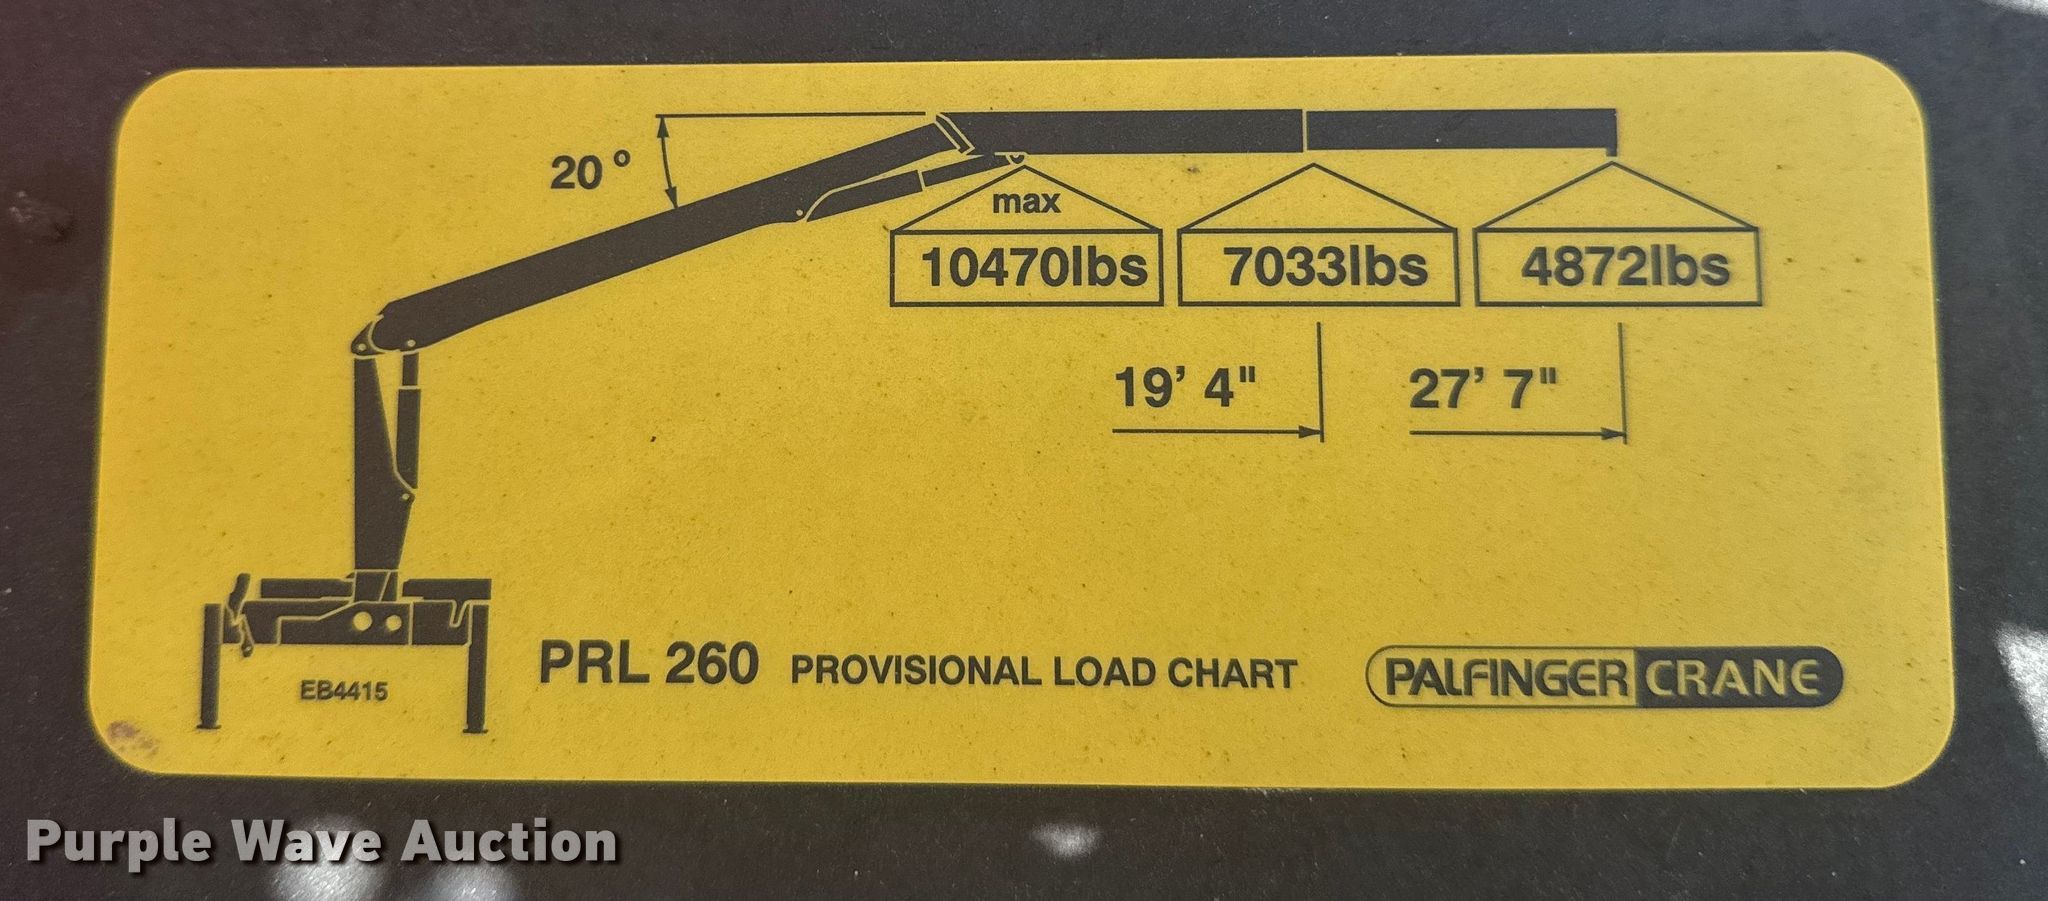 20°
max
10470lbs
7033lbs
4872lbs
19' 4"
27' 7"
EB4415
PRL 260 PROVISIONAL LOAD CHART
PALFINGER CRANE
Purple Wave Auction